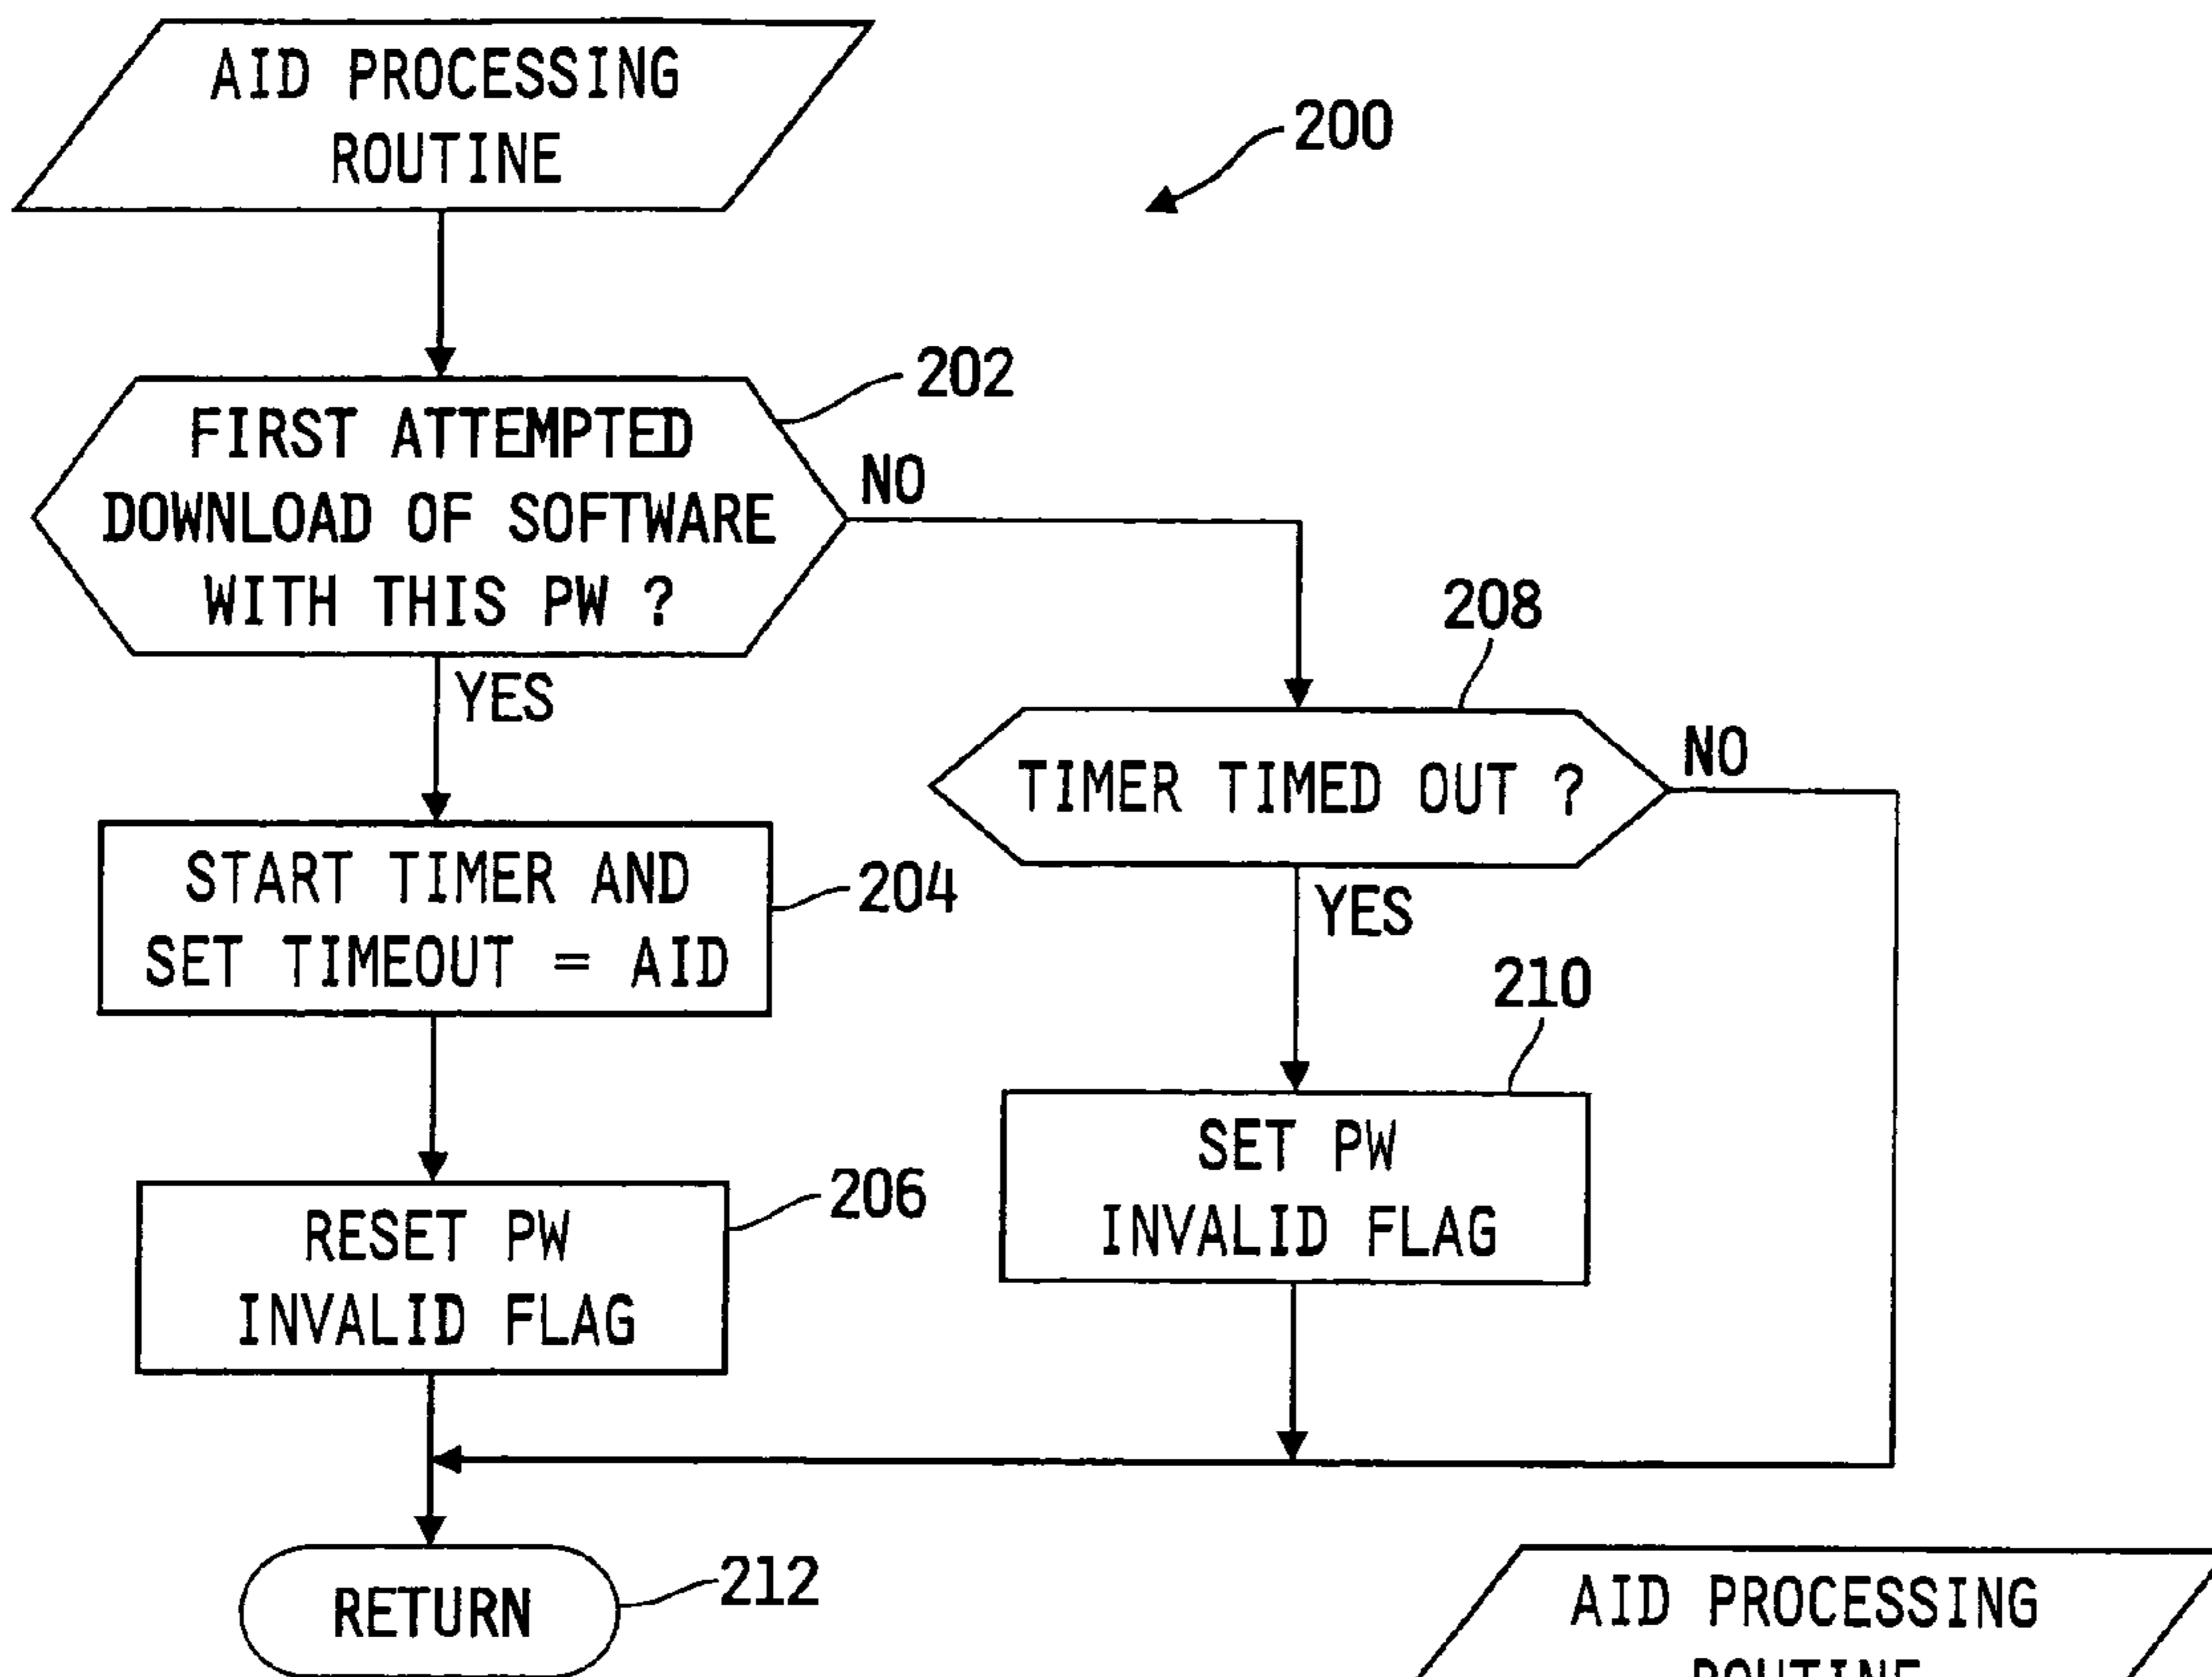 AID PROCESSING
ROUTINE
200
202
FIRST ATTEMPTED
DOWNLOAD OF SOFTWARE
WITH THIS PW ?
NO
YES
208
TIMER TIMED OUT ?
NO
YES
START TIMER AND
SET TIMEOUT = AID
204
210
SET PW
INVALID FLAG
RESET PW
INVALID FLAG
206
RETURN
212
AID PROCESSING
ROUTINE